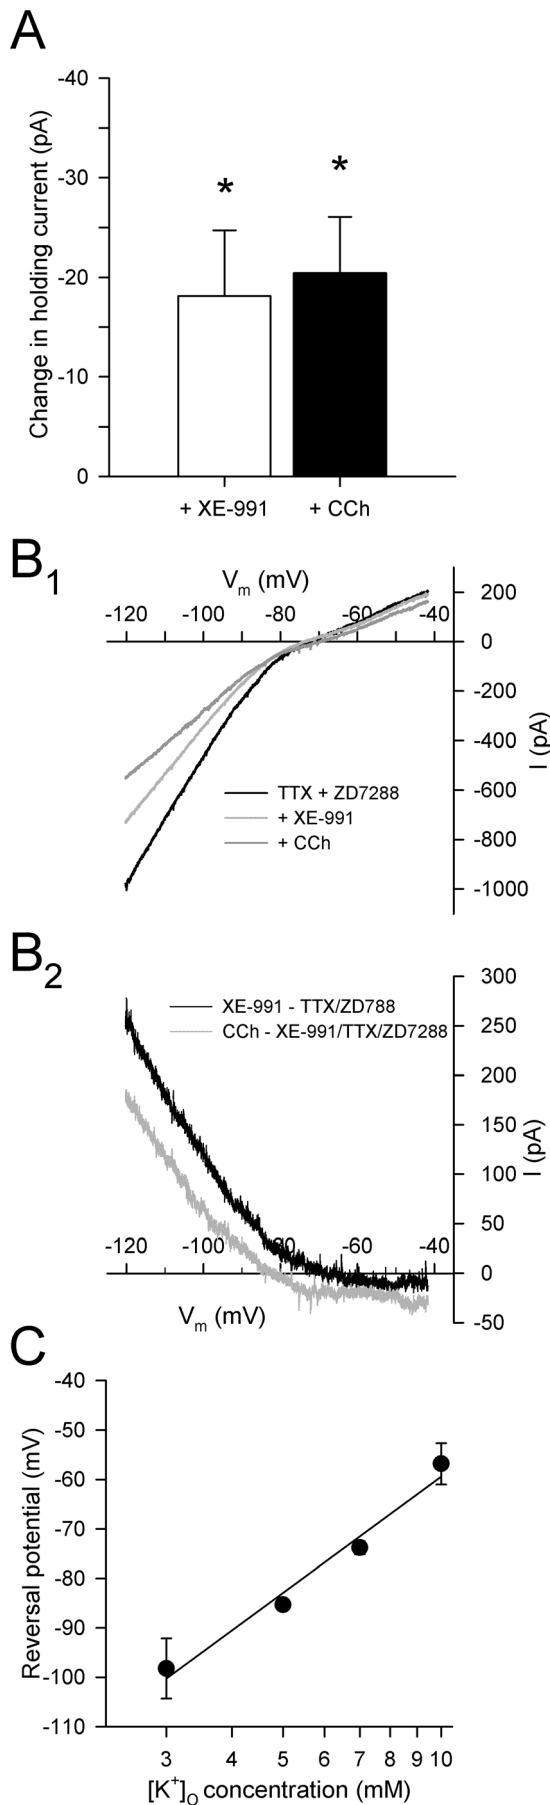 A
-40
-30
-20
-10
0
Change in holding current (pA)
*
*
+ XE-991
+ CCh
B1
Vm (mV)
-120
-100
-80
-60
-40
200
0
-200
-400
-600
-800
-1000
I (pA)
TTX + ZD7288
+ XE-991
+ CCh
B2
300
250
200
150
100
50
0
-50
I (pA)
XE-991 - TTX/ZD788
CCh - XE-991/TTX/ZD7288
-120
-100
-80
-60
-40
Vm (mV)
C
-40
-50
-60
-70
-80
-90
-100
-110
Reversal potential (mV)
3
4
5
6
7
8
9
10
[K+]O concentration (mM)